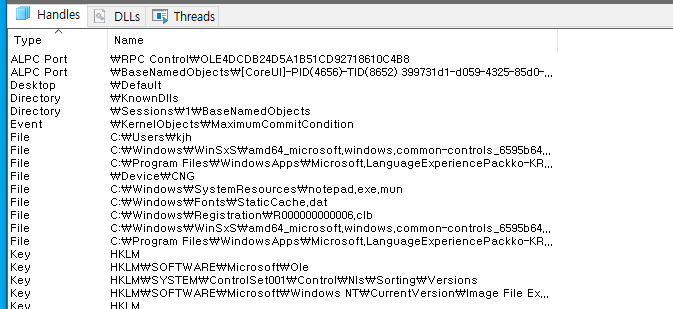 Handles DLLs Threads
Type Name
ALPC Port ₩RPC Control₩OLE4DCDB24D5A1B51CD92718610C4B8
ALPC Port ₩BaseNamedObjects₩[CoreUI]-PID(4656)-TID(8652) 399731d1-d059-4325-85d0-,,,
Desktop ₩Default
Directory ₩KnownDlls
Directory ₩Sessions₩1₩BaseNamedObjects
Event ₩KernelObjects₩MaximumCommitCondition
File C:₩Users₩kjh
File C:₩Windows₩WinSxS₩amd64_microsoft,windows,common-controls_6595b64,,,
File C:₩Program Files₩WindowsApps₩Microsoft,LanguageExperiencePackko-KR,,,
File ₩Device₩CNG
File C:₩Windows₩SystemResources₩notepad,exe,mun
File C:₩Windows₩Fonts₩StaticCache,dat
File C:₩Windows₩Registration₩R000000000006,clb
File C:₩Windows₩WinSxS₩amd64_microsoft,windows,common-controls_6595b64,,,
File C:₩Program Files₩WindowsApps₩Microsoft,LanguageExperiencePackko-KR,,,
Key HKLM
Key HKLM₩SOFTWARE₩Microsoft₩Ole
Key HKLM₩SYSTEM₩ControlSet001₩Control₩Nls₩Sorting₩Versions
Key HKLM₩SOFTWARE₩Microsoft₩Windows NT₩CurrentVersion₩Image File Ex,,,
Key HKLM